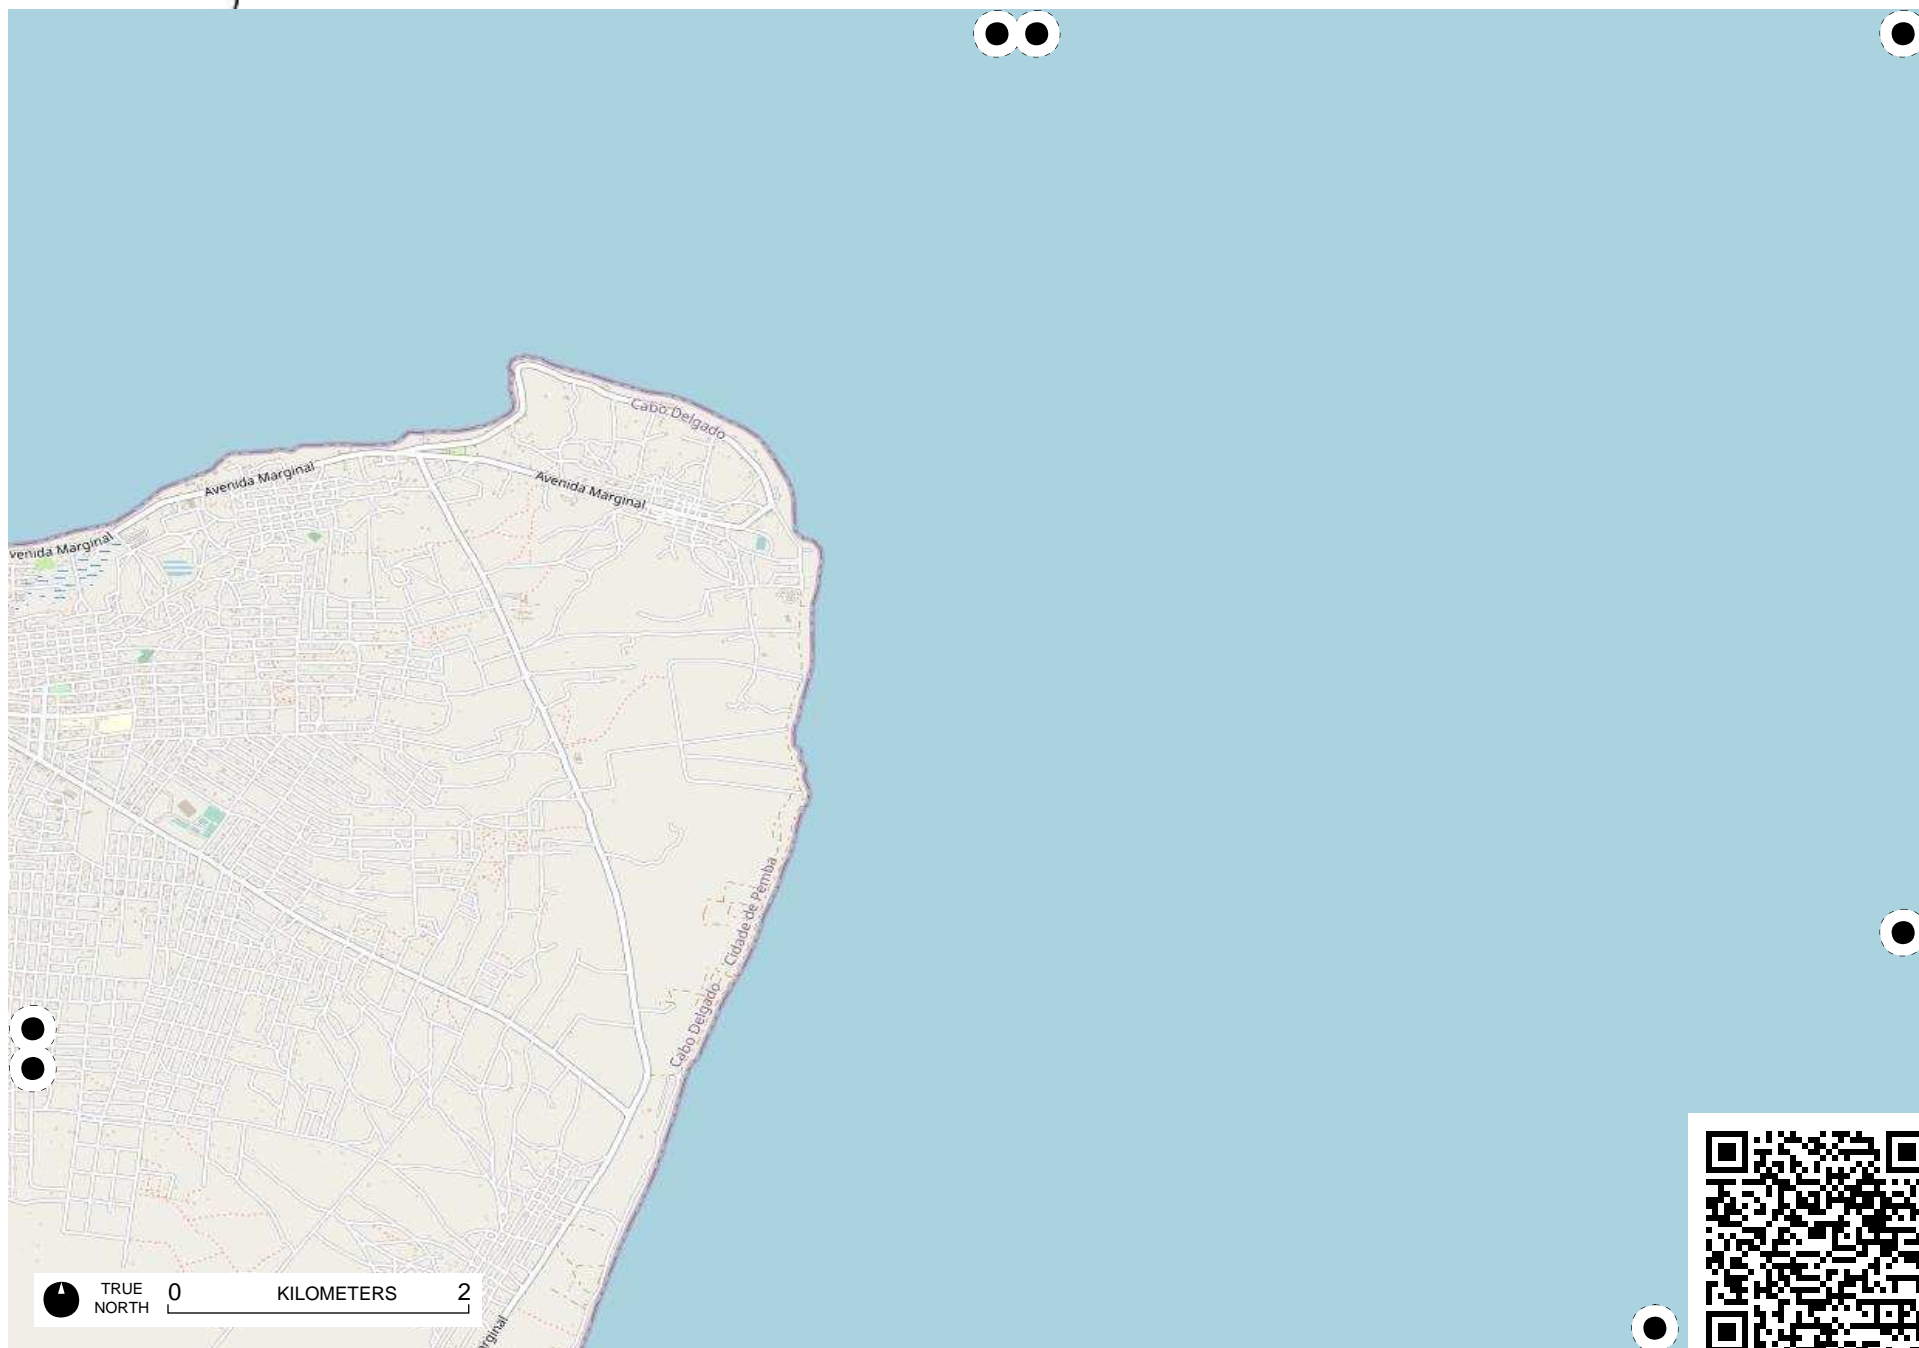 Cabo Delgado
Avenida Marginal
Avenida Marginal
venida Marginal
Cidade de Pemba
Cabo Delgado
TRUE
NORTH
0 KILOMETERS 2
rginal